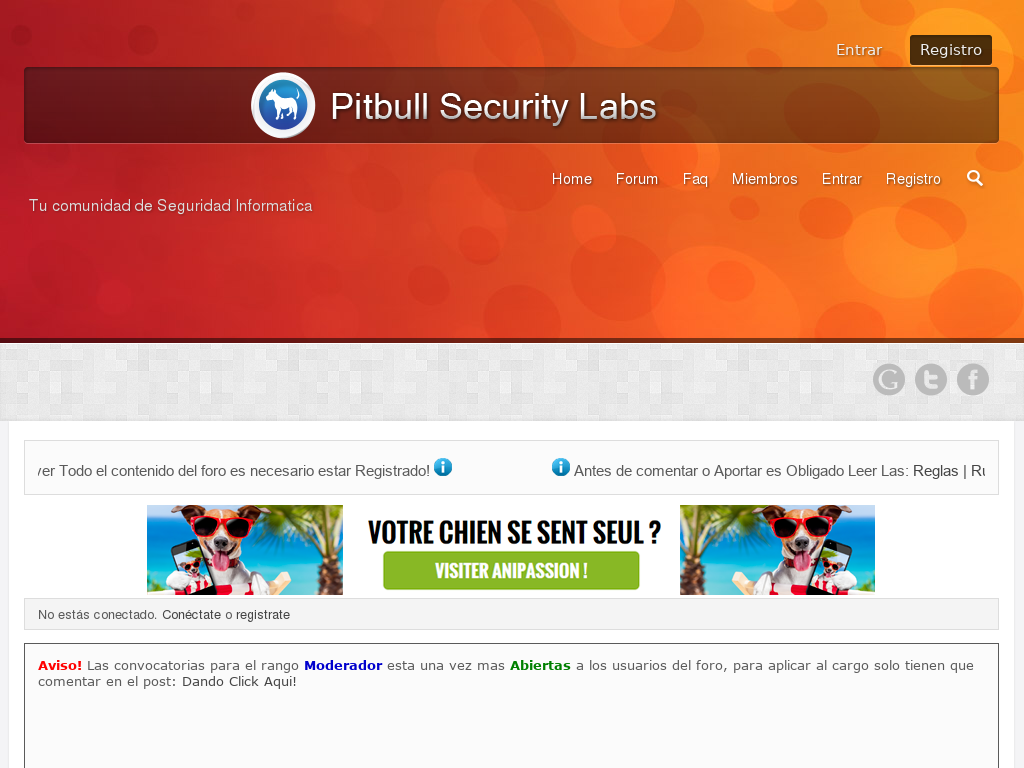 Entrar Registro
Pitbull Security Labs
Home Forum Faq Miembros Entrar Registro
Tu comunidad de Seguridad Informatica
Todo el contenido del foro es necesario estar Registrado! Antes de comentar o Aportar es Obligado Leer Las: Reglas |
VOTRE CHIEN SE SENT SEUL ?
VISITER ANIPASSION !
No estás conectado. Conéctate o registrate
Aviso! Las convocatorias para el rango Moderador esta una vez mas Abiertas a los usuarios del foro, para aplicar al cargo solo tienen que
comentar en el post: Dando Click Aqui!